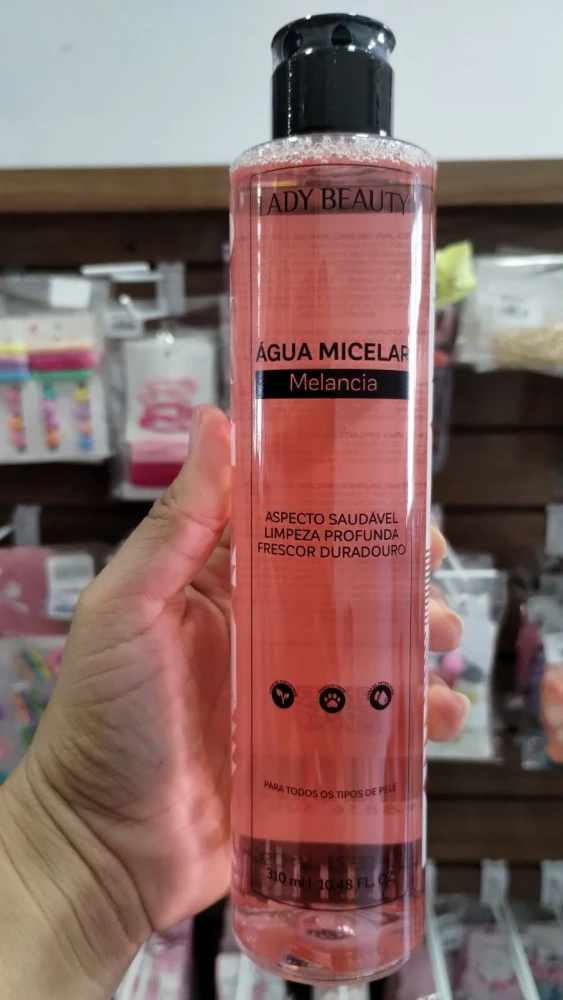 LADY BEAUTY
ÁGUA MICELAR
Melancia
ASPECTO SAUDÁVEL
LIMPEZA PROFUNDA
FRESCOR DURADOURO
PARA TODOS OS TIPOS DE PELE
310 ml | 10.48 FL. OZ